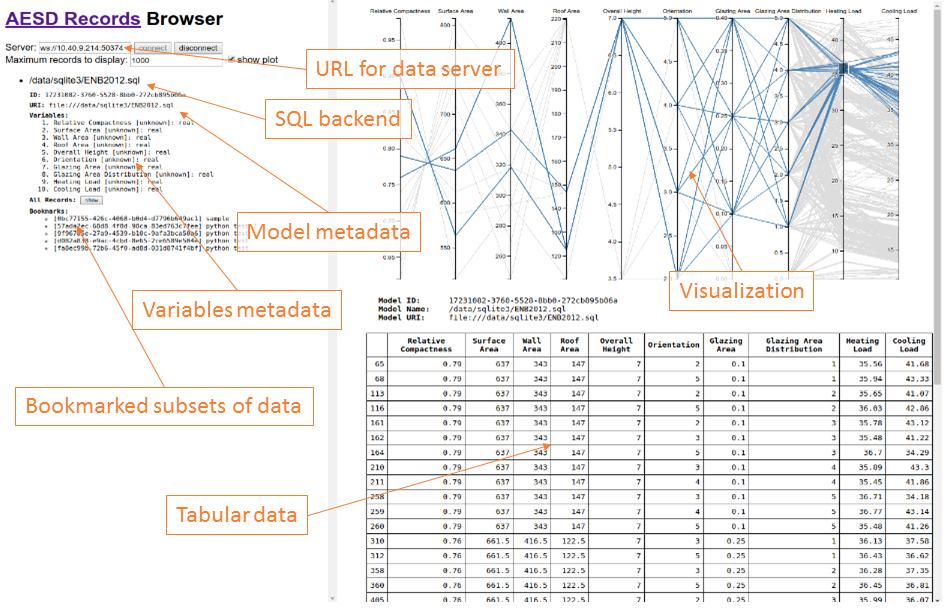 AESD Records Browser
Server: ws://10.40.9.214:50374 connect disconnect
Maximum records to display: 1000 show plot
/data/sqlite3/ENB2012.sql
ID: 17231082-3760-5528-8bb0-272cb895b06a
URI: file:///data/sqlite3/ENB2012.sql
Variables:
1. Relative Compactness [unknown]: real
2. Surface Area [unknown]: real
3. Wall Area [unknown]: real
4. Roof Area [unknown]: real
5. Overall Height [unknown]: real
6. Orientation [unknown]: real
7. Glazing Area [unknown]: real
8. Glazing Area Distribution [unknown]: real
9. Heating Load [unknown]: real
10. Cooling Load [unknown]: real
All Records: show
Bookmarks:
sample
python
python
python
python
URL for data server
SQL backend
Model metadata
Variables metadata
Bookmarked subsets of data
Tabular data
Visualization
Relative Compactness Surface Area Wall Area Roof Area Overall Height Orientation Glazing Area Glazing Area Distribution Heating Load Cooling Load
Model ID: 17231082-3760-5528-8bb0-272cb895b06a
Model Name: /data/sqlite3/ENB2012.sql
Model URI: file:///data/sqlite3/ENB2012.sql
Relative Compactness Surface Area Wall Area Roof Area Overall Height Orientation Glazing Area Glazing Area Distribution Heating Load Cooling Load
65 0.79 637 343 147 7 2 0.1 1 35.56 41.68
68 0.79 637 343 147 7 5 0.1 1 35.94 43.33
113 0.79 637 343 147 7 2 0.1 2 35.65 41.07
116 0.79 637 343 147 7 5 0.1 2 36.03 42.86
161 0.79 637 343 147 7 2 0.1 3 35.78 43.12
162 0.79 637 343 147 7 3 0.1 3 35.48 41.22
164 0.79 637 343 147 7 5 0.1 3 36.7 34.29
210 0.79 637 343 147 7 3 0.1 4 35.89 43.3
211 0.79 637 343 147 7 4 0.1 4 35.45 41.86
258 0.79 637 343 147 7 3 0.1 5 36.71 34.18
259 0.79 637 343 147 7 4 0.1 5 36.77 43.14
260 0.79 637 343 147 7 5 0.1 5 35.48 41.26
310 0.76 661.5 416.5 122.5 7 3 0.25 1 36.13 37.58
312 0.76 661.5 416.5 122.5 7 5 0.25 1 36.43 37.62
358 0.76 661.5 416.5 122.5 7 3 0.25 2 36.28 37.35
360 0.76 661.5 416.5 122.5 7 5 0.25 2 36.45 36.81
405 0.76 661.5 416.5 122.5 7 2 0.25 3 35.99 36.07